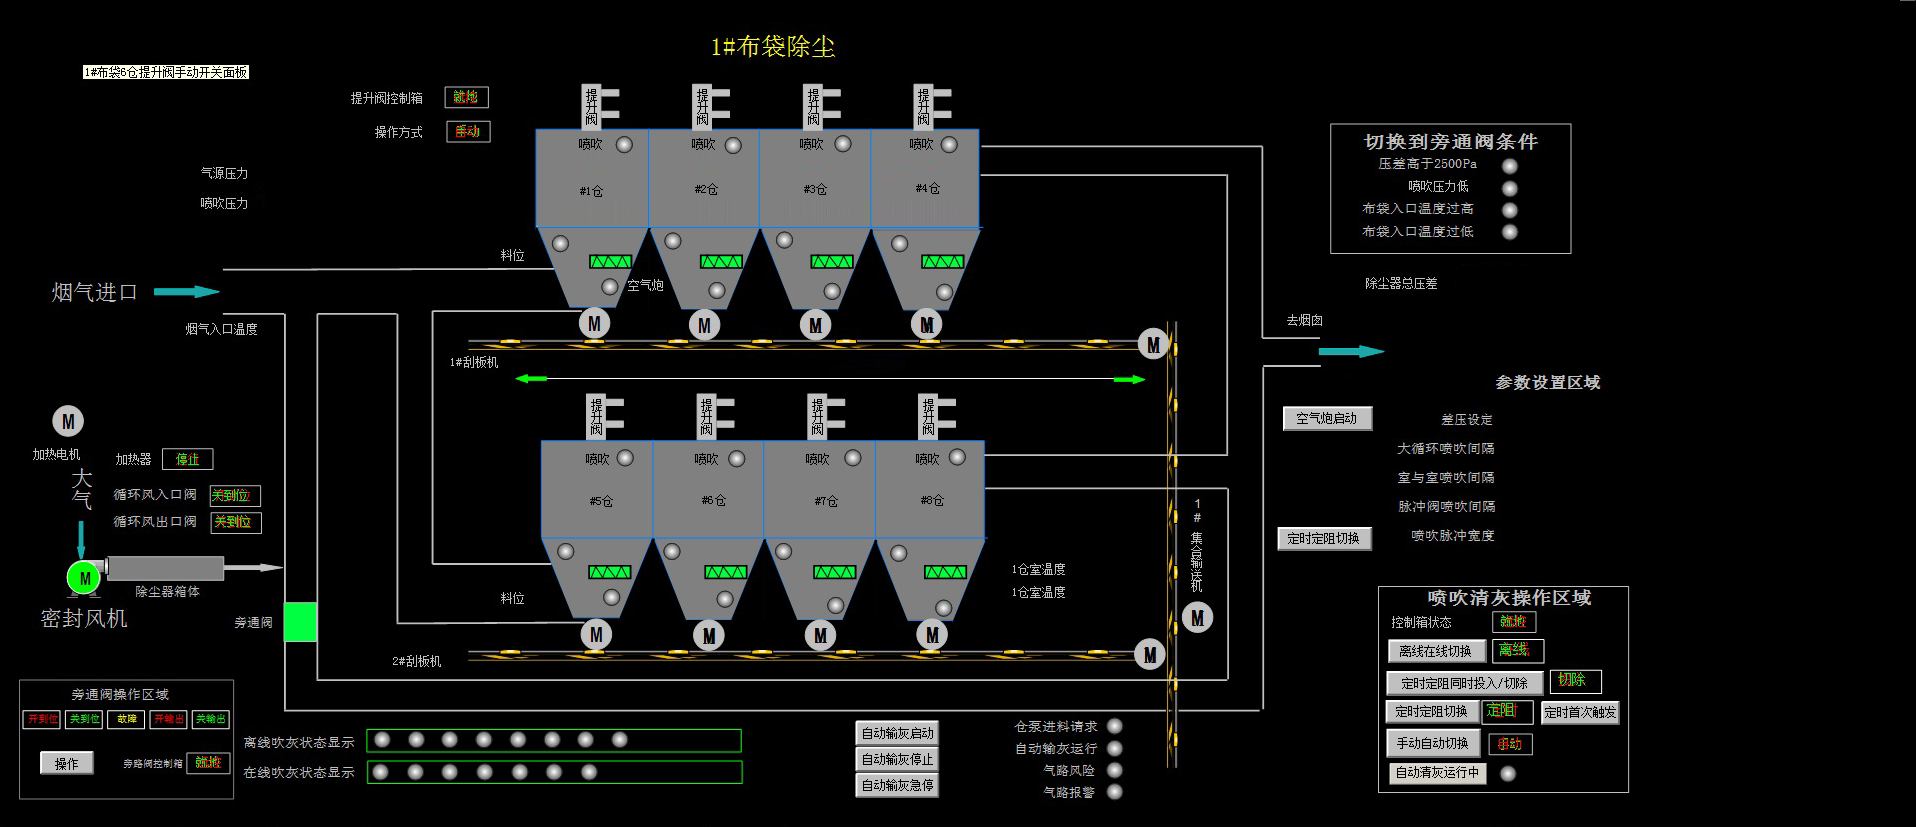 1#布袋除尘
1#布袋6仓提升阀手动开关面板
提升阀控制箱
操作方式
手动
气源压力
喷吹压力
提升阀
提升阀
提升阀
提升阀
喷吹
喷吹
喷吹
喷吹
#1仓
#2仓
#3仓
#4仓
料位
空气炮
M
M
M
M
M
1#刮板机
烟气进口
烟气入口温度
切换到旁通阀条件
压差高于2500Pa
喷吹压力低
布袋入口温度过高
布袋入口温度过低
除尘器总压差
去烟囱
参数设置区域
空气炮启动
差压设定
大循环喷吹间隔
室与室喷吹间隔
脉冲阀喷吹间隔
定时定阻切换
喷吹脉冲宽度
M
加热电机
加热器
停止
大气
循环风入口阀
关到位
循环风出口阀
关到位
M
除尘器箱体
密封风机
旁通阀
提升阀
提升阀
提升阀
提升阀
喷吹
喷吹
喷吹
喷吹
#5仓
#6仓
#7仓
#8仓
料位
1仓室温度
1仓室温度
1#集合输送机
M
M
M
M
M
M
2#刮板机
旁通阀操作区域
开到位
关到位
故障
开输出
关输出
操作
旁路阀控制箱
就地
离线吹灰状态显示
在线吹灰状态显示
自动输灰启动
自动输灰停止
自动输灰急停
仓泵进料请求
自动输灰运行
气路风险
气路报警
喷吹清灰操作区域
控制箱状态
就地
离线在线切换
离线
定时定阻同时投入/切除
切除
定时定阻切换
定阻
定时首次触发
手动自动切换
手动
自动清灰运行中